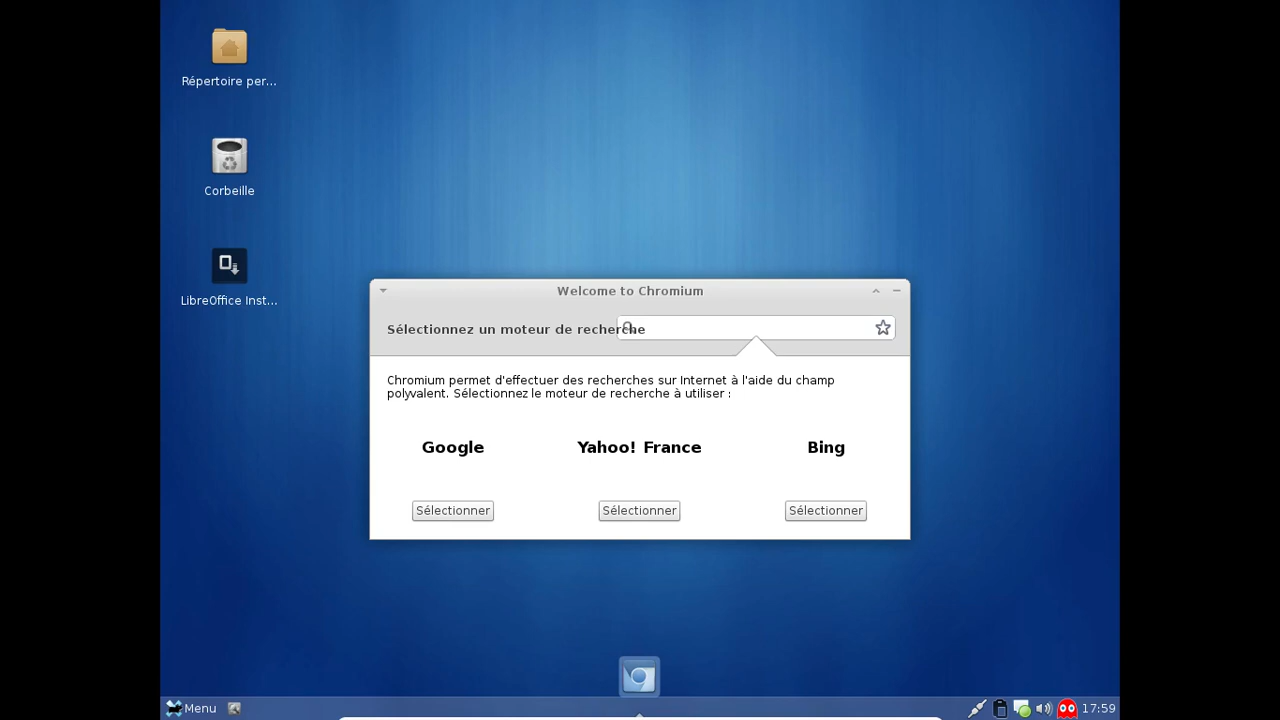 Répertoire per...
Corbeille
LibreOffice Inst...
Welcome to Chromium
Sélectionnez un moteur de recherche
Chromium permet d'effectuer des recherches sur Internet à l'aide du champ
polyvalent. Sélectionnez le moteur de recherche à utiliser :
Google
Yahoo! France
Bing
Sélectionner
Sélectionner
Sélectionner
Menu
17:59